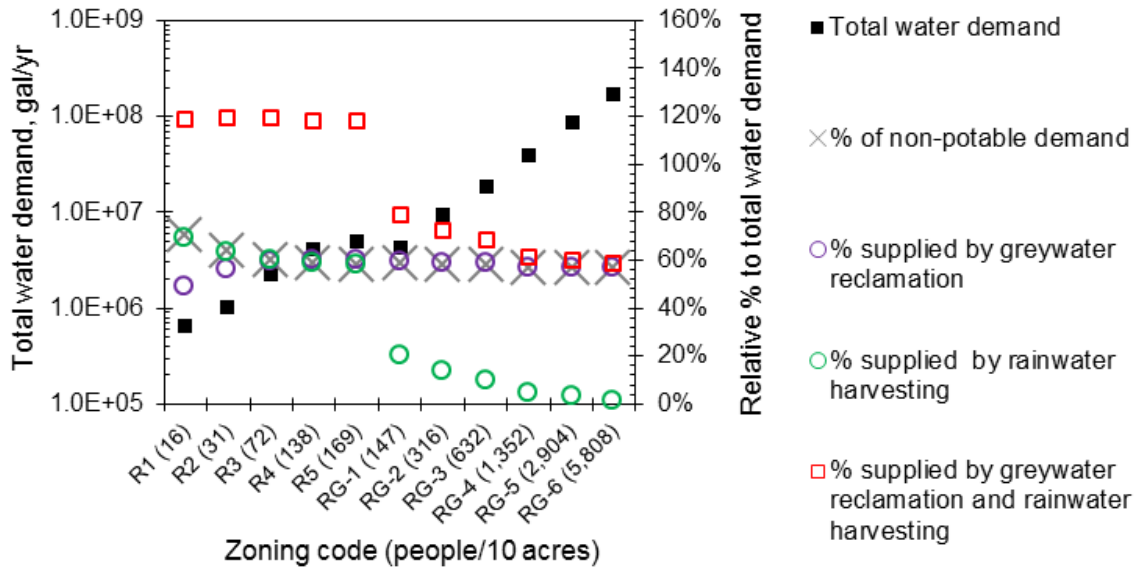 Total water demand, gal/yr
1.0E+09
1.0E+08
1.0E+07
1.0E+06
1.0E+05
160%
140%
120%
100%
80%
60%
40%
20%
0%
Relative % to total water demand
R1 (16)
R2 (31)
R3 (72)
R4 (138)
R5 (169)
RG-1 (147)
RG-2 (316)
RG-3 (632)
RG-4 (1,352)
RG-5 (2,904)
RG-6 (5,808)
Zoning code (people/10 acres)
Total water demand
% of non-potable demand
% supplied by greywater
reclamation
% supplied by rainwater
harvesting
% supplied by greywater
reclamation and rainwater
harvesting